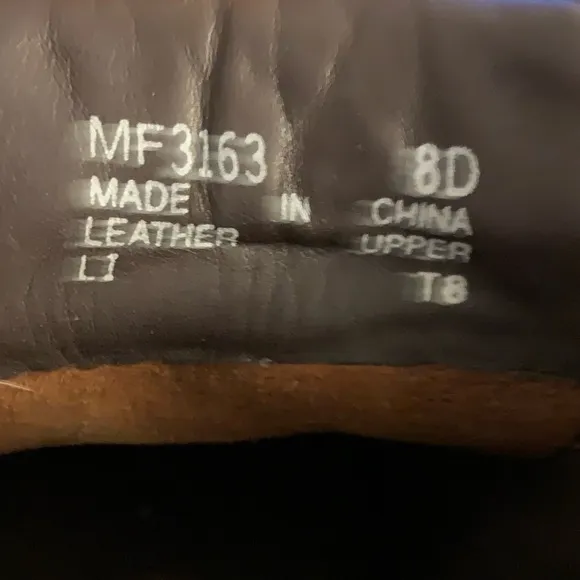 MF3163 8D
MADE IN CHINA
LEATHER UPPER
LI T8